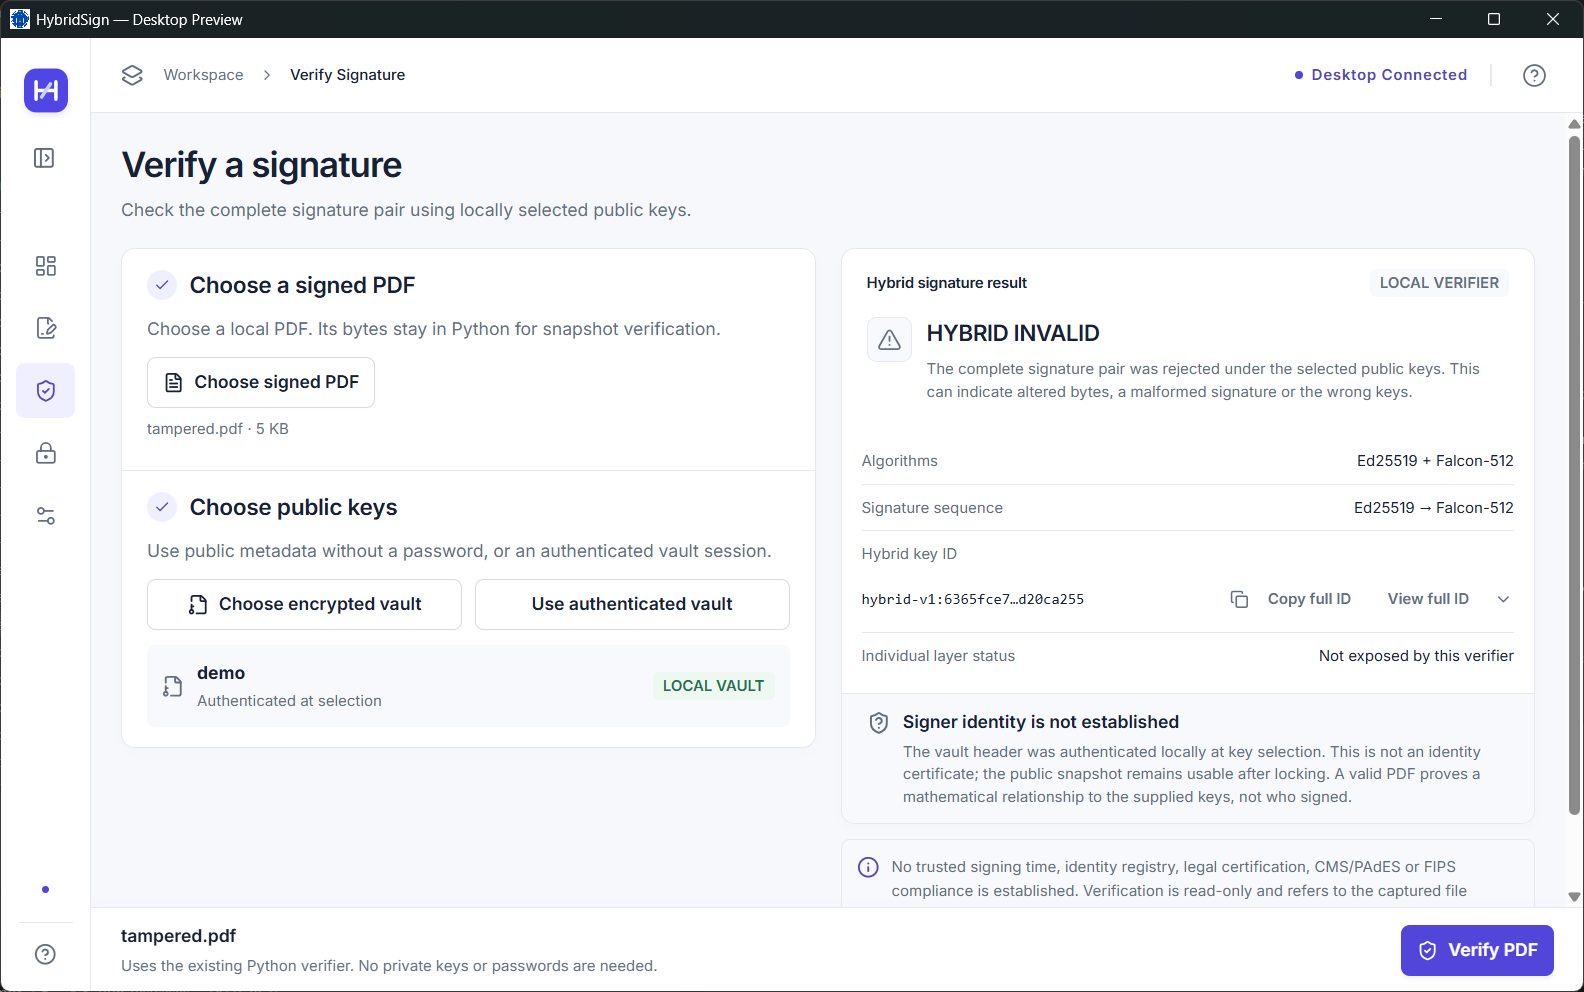 HybridSign — Desktop Preview
Workspace > Verify Signature
Desktop Connected
Verify a signature
Check the complete signature pair using locally selected public keys.
Choose a signed PDF
Choose a local PDF. Its bytes stay in Python for snapshot verification.
Choose signed PDF
tampered.pdf · 5 KB
Choose public keys
Use public metadata without a password, or an authenticated vault session.
Choose encrypted vault
Use authenticated vault
demo
Authenticated at selection
LOCAL VAULT
Hybrid signature result
LOCAL VERIFIER
HYBRID INVALID
The complete signature pair was rejected under the selected public keys. This
can indicate altered bytes, a malformed signature or the wrong keys.
Algorithms
Ed25519 + Falcon-512
Signature sequence
Ed25519 → Falcon-512
Hybrid key ID
hybrid-v1:6365fce7…d20ca255
Copy full ID
View full ID
Individual layer status
Not exposed by this verifier
Signer identity is not established
The vault header was authenticated locally at key selection. This is not an identity
certificate; the public snapshot remains usable after locking. A valid PDF proves a
mathematical relationship to the supplied keys, not who signed.
No trusted signing time, identity registry, legal certification, CMS/PAdES or FIPS
compliance is established. Verification is read-only and refers to the captured file
tampered.pdf
Uses the existing Python verifier. No private keys or passwords are needed.
Verify PDF